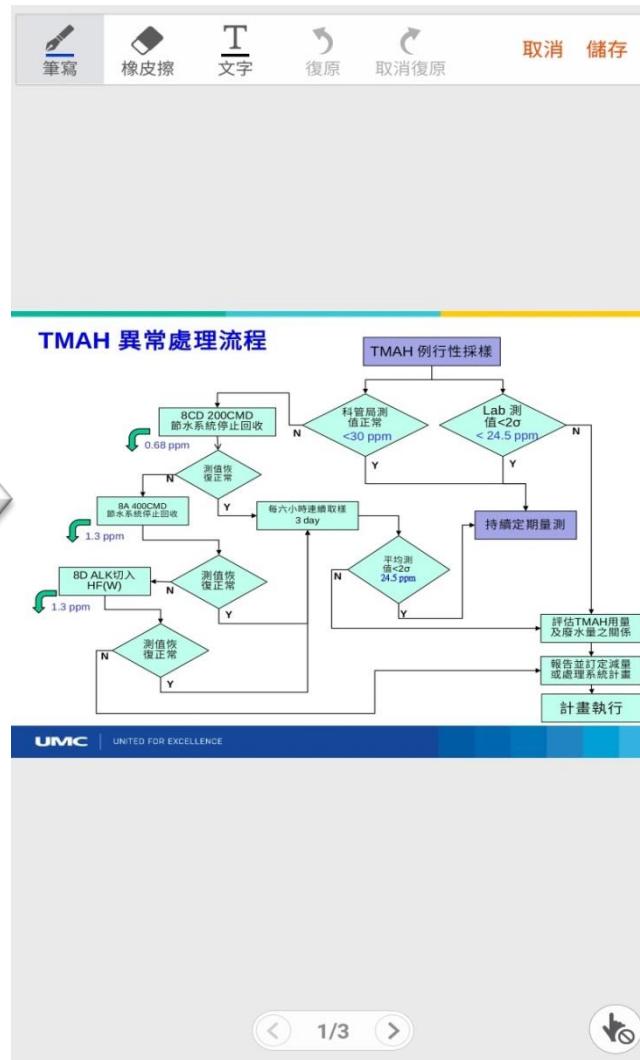 筆寫
橡皮擦
文字
復原
取消復原
取消
儲存
TMAH 異常處理流程
TMAH 例行性採樣
8CD 200CMD
節水系統停止回收
0.68 ppm
科管局測
值正常
<30 ppm
N
Y
Lab 測
值<2σ
< 24.5 ppm
N
Y
測值恢
復正常
N
Y
8A 400CMD
節水系統停止回收
1.3 ppm
每六小時連續取樣
3 day
持續定期量測
平均測
值<2σ
24.5 ppm
N
Y
8D ALK切入
HF(W)
1.3 ppm
測值恢
復正常
N
Y
測值恢
復正常
N
Y
評估TMAH用量
及廢水量之關係
報告並訂定減量
或處理系統計畫
計畫執行
UMC
UNITED FOR EXCELLENCE
1/3